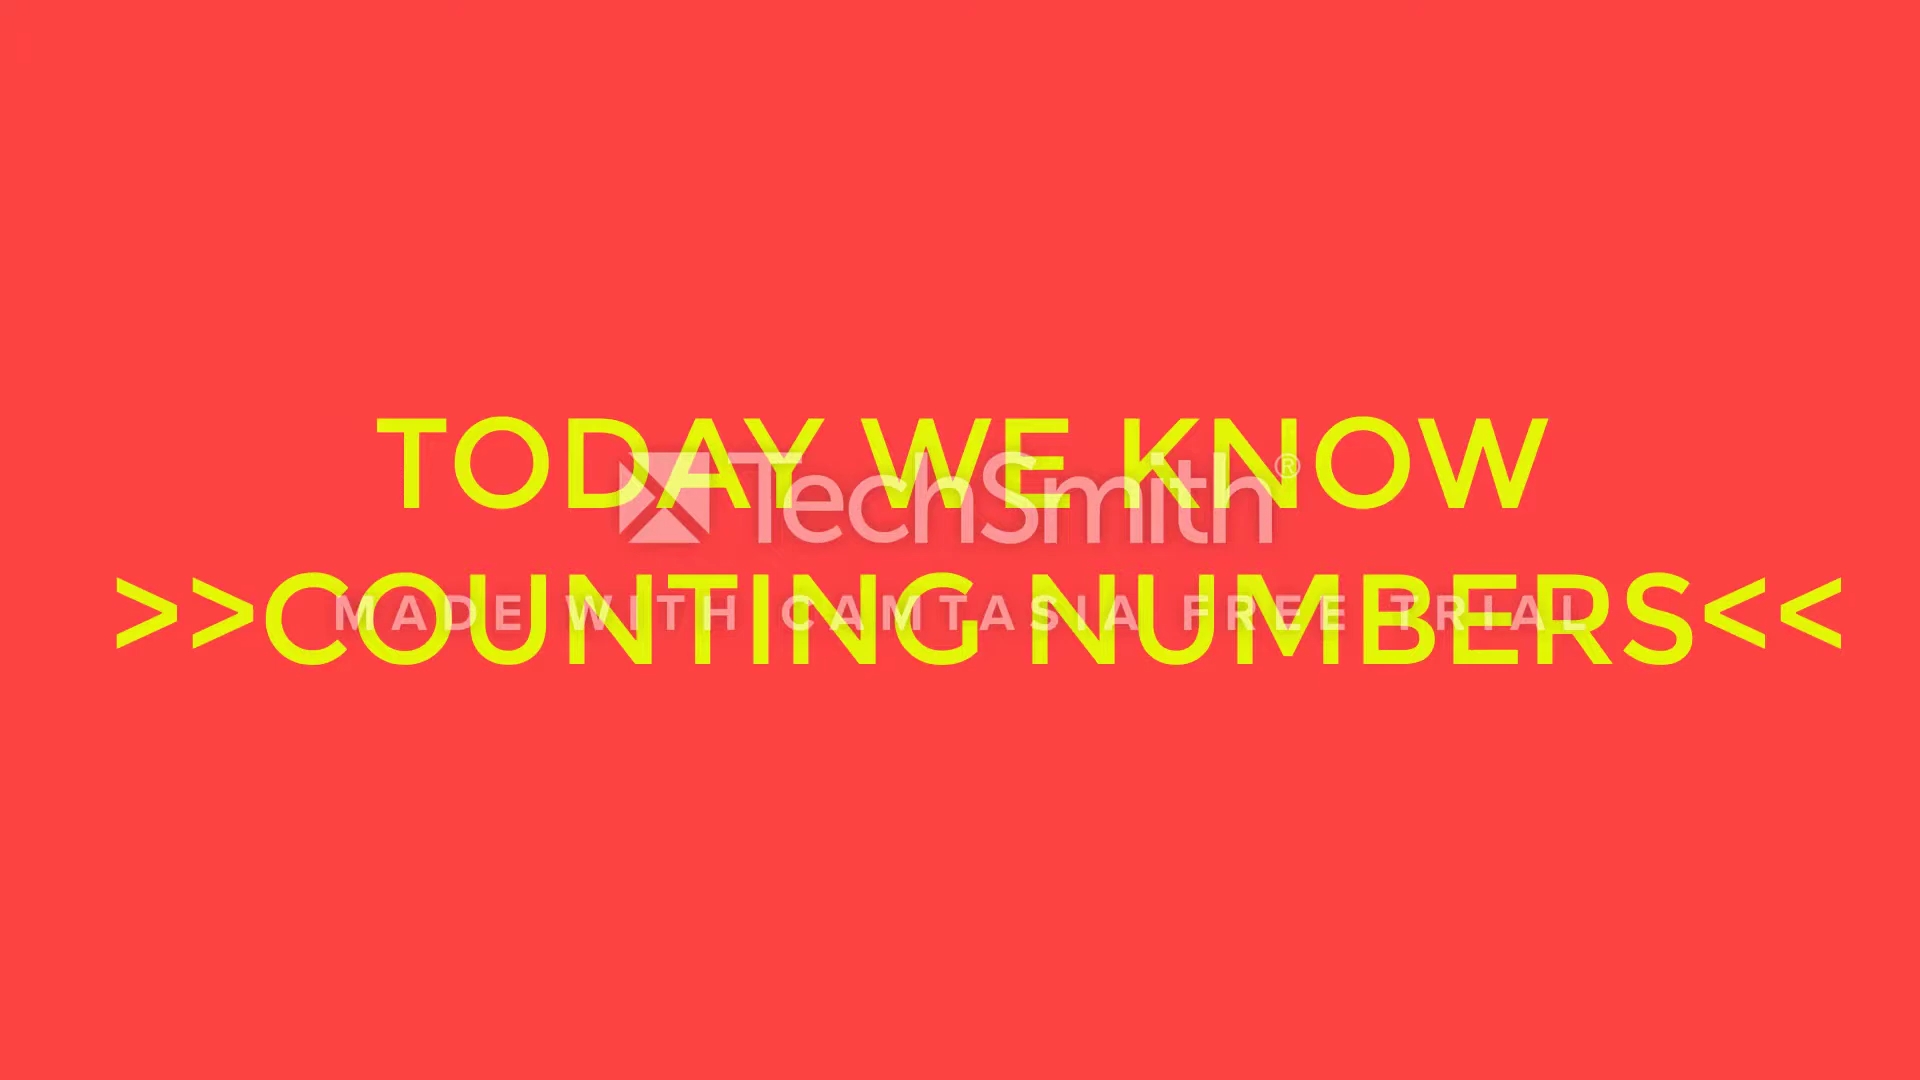 TODAY WE KNOW
TechSmith®
>>COUNTING NUMBERS<<
MADE WITH CAMTASIA FREE TRIAL